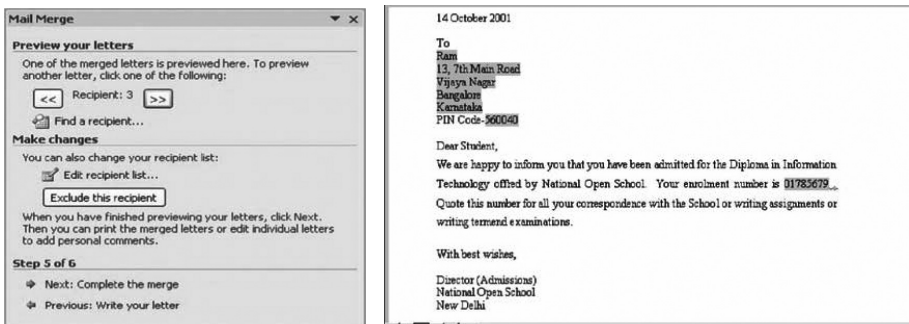 Mail Merge
Preview your letters
One of the merged letters is previewed here. To preview
another letter, click one of the following:
<< Recipient: 3 >>
Find a recipient...
Make changes
You can also change your recipient list:
Edit recipient list...
Exclude this recipient
When you have finished previewing your letters, click Next.
Then you can print the merged letters or edit individual letters
to add personal comments.
Step 5 of 6
Next: Complete the merge
Previous: Write your letter
14 October 2001
To
Ram
13, 7th Main Road
Vijaya Nagar
Bangalore
Karnataka
PIN Code-560040
Dear Student,
We are happy to inform you that you have been admitted for the Diploma in Information
Technology offred by National Open School. Your enrolment number is 01785679.
Quote this number for all your correspondence with the School or writing assignments or
writing termend examinations.
With best wishes,
Director (Admissions)
National Open School
New Delhi